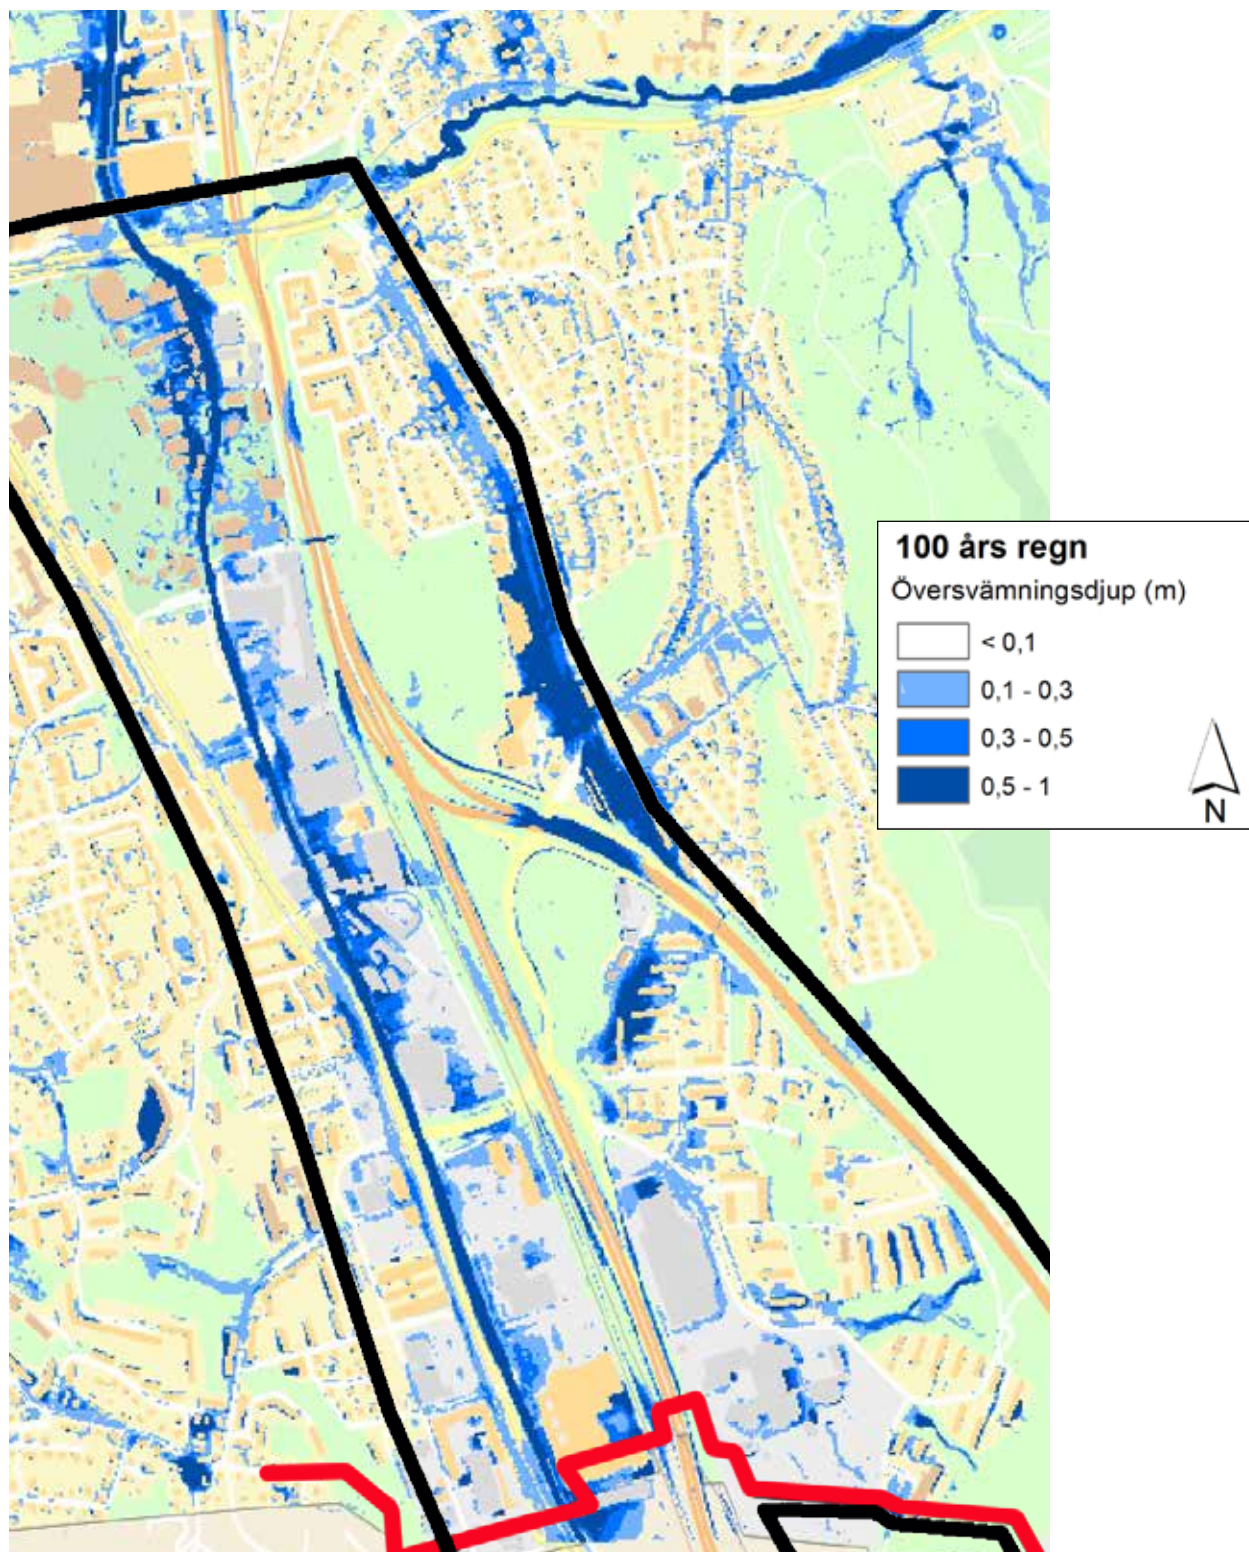 100 års regn
Översvämningsdjup (m)
< 0,1
0,1 - 0,3
0,3 - 0,5
0,5 - 1
N